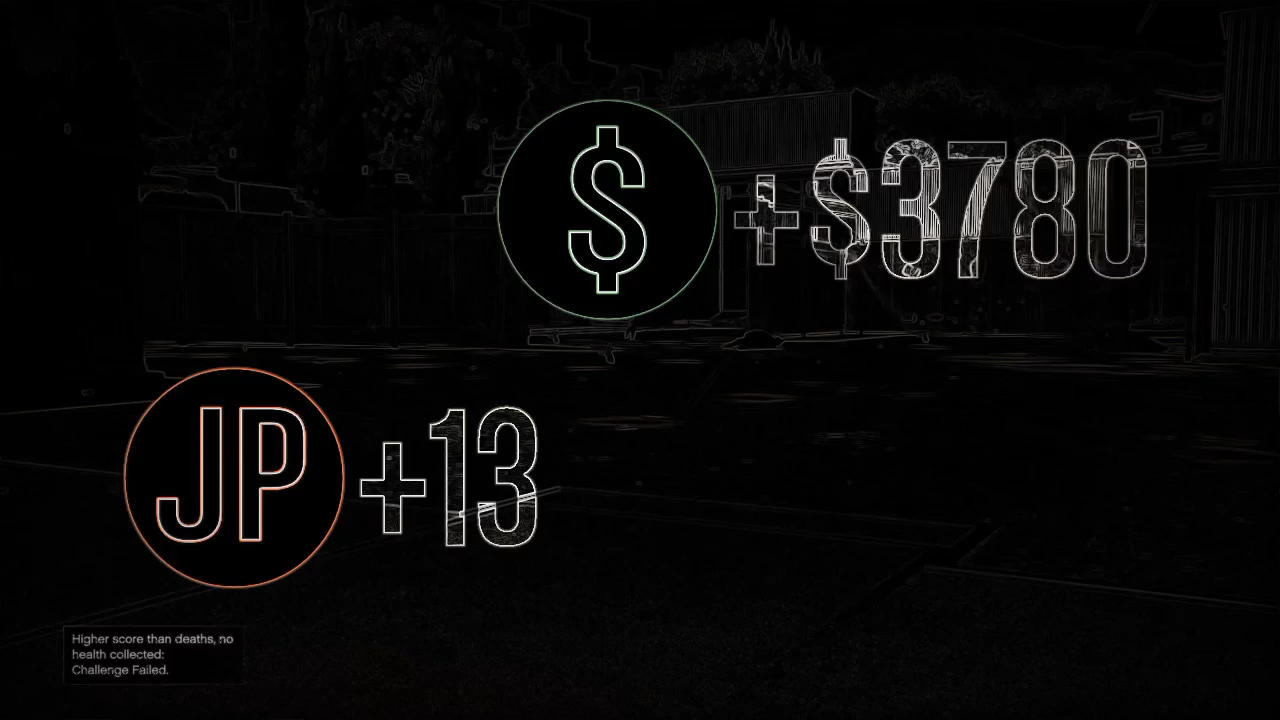 $ +$3780
JP +13
Higher score than deaths, no
health collected:
Challenge Failed.